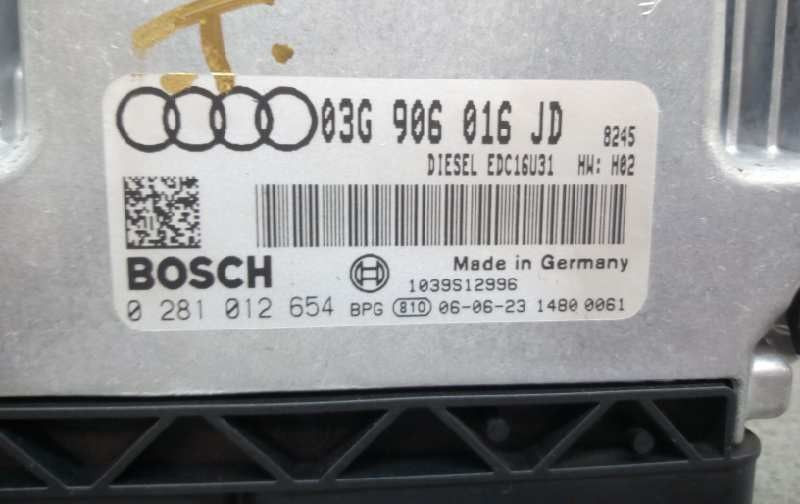 T.
03G 906 016 JD 8245
DIESEL EDC16U31 HW: H02
BOSCH
Made in Germany
1039S12996
0 281 012 654 BPG 810 06-06-23 1480 0061